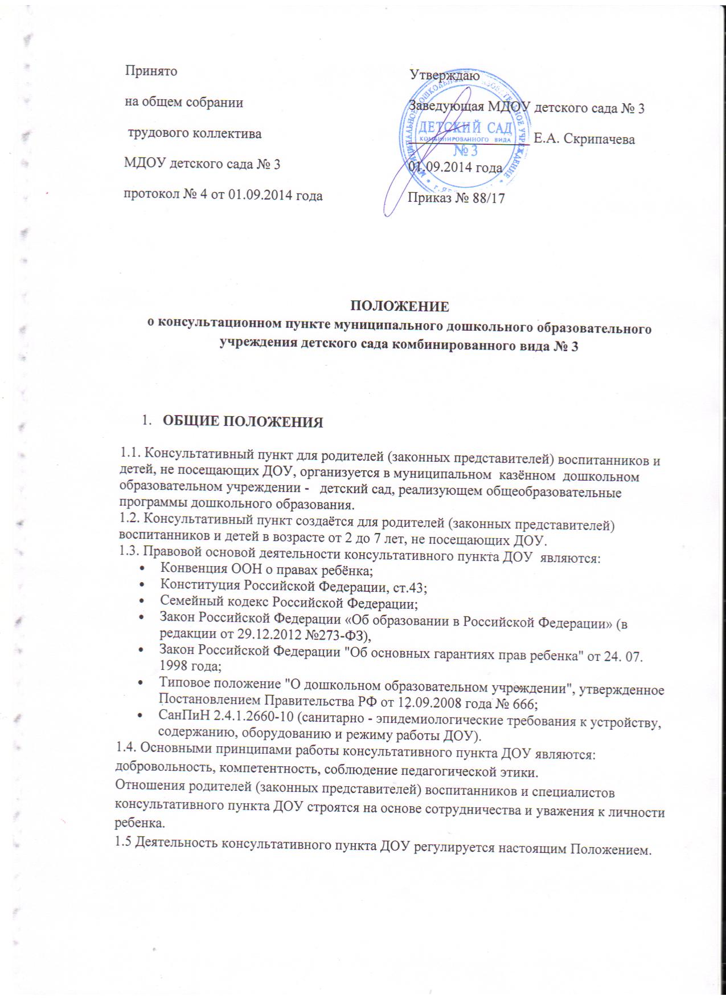 Принято
на общем собрании
трудового коллектива
МДОУ детского сада № 3
протокол № 4 от 01.09.2014 года
Утверждаю
Заведующая МДОУ детского сада № 3
Е.А. Скрипачева
01.09.2014 года
Приказ № 88/17
ДЕТСКИЙ САД
КОМБИНИРОВАННОГО ВИДА
№ 3
ПОЛОЖЕНИЕ
о консультационном пункте муниципального дошкольного образовательного
учреждения детского сада комбинированного вида № 3
1. ОБЩИЕ ПОЛОЖЕНИЯ
1.1. Консультативный пункт для родителей (законных представителей) воспитанников и
детей, не посещающих ДОУ, организуется в муниципальном казённом дошкольном
образовательном учреждении - детский сад, реализующем общеобразовательные
программы дошкольного образования.
1.2. Консультативный пункт создаётся для родителей (законных представителей)
воспитанников и детей в возрасте от 2 до 7 лет, не посещающих ДОУ.
1.3. Правовой основой деятельности консультативного пункта ДОУ являются:
• Конвенция ООН о правах ребёнка;
• Конституция Российской Федерации, ст.43;
• Семейный кодекс Российской Федерации;
• Закон Российской Федерации «Об образовании в Российской Федерации» (в
редакции от 29.12.2012 №273-ФЗ),
• Закон Российской Федерации "Об основных гарантиях прав ребенка" от 24. 07.
1998 года;
• Типовое положение "О дошкольном образовательном учреждении", утвержденное
Постановлением Правительства РФ от 12.09.2008 года № 666;
• СанПиН 2.4.1.2660-10 (санитарно - эпидемиологические требования к устройству,
содержанию, оборудованию и режиму работы ДОУ).
1.4. Основными принципами работы консультативного пункта ДОУ являются:
добровольность, компетентность, соблюдение педагогической этики.
Отношения родителей (законных представителей) воспитанников и специалистов
консультативного пункта ДОУ строятся на основе сотрудничества и уважения к личности
ребенка.
1.5 Деятельность консультативного пункта ДОУ регулируется настоящим Положением.